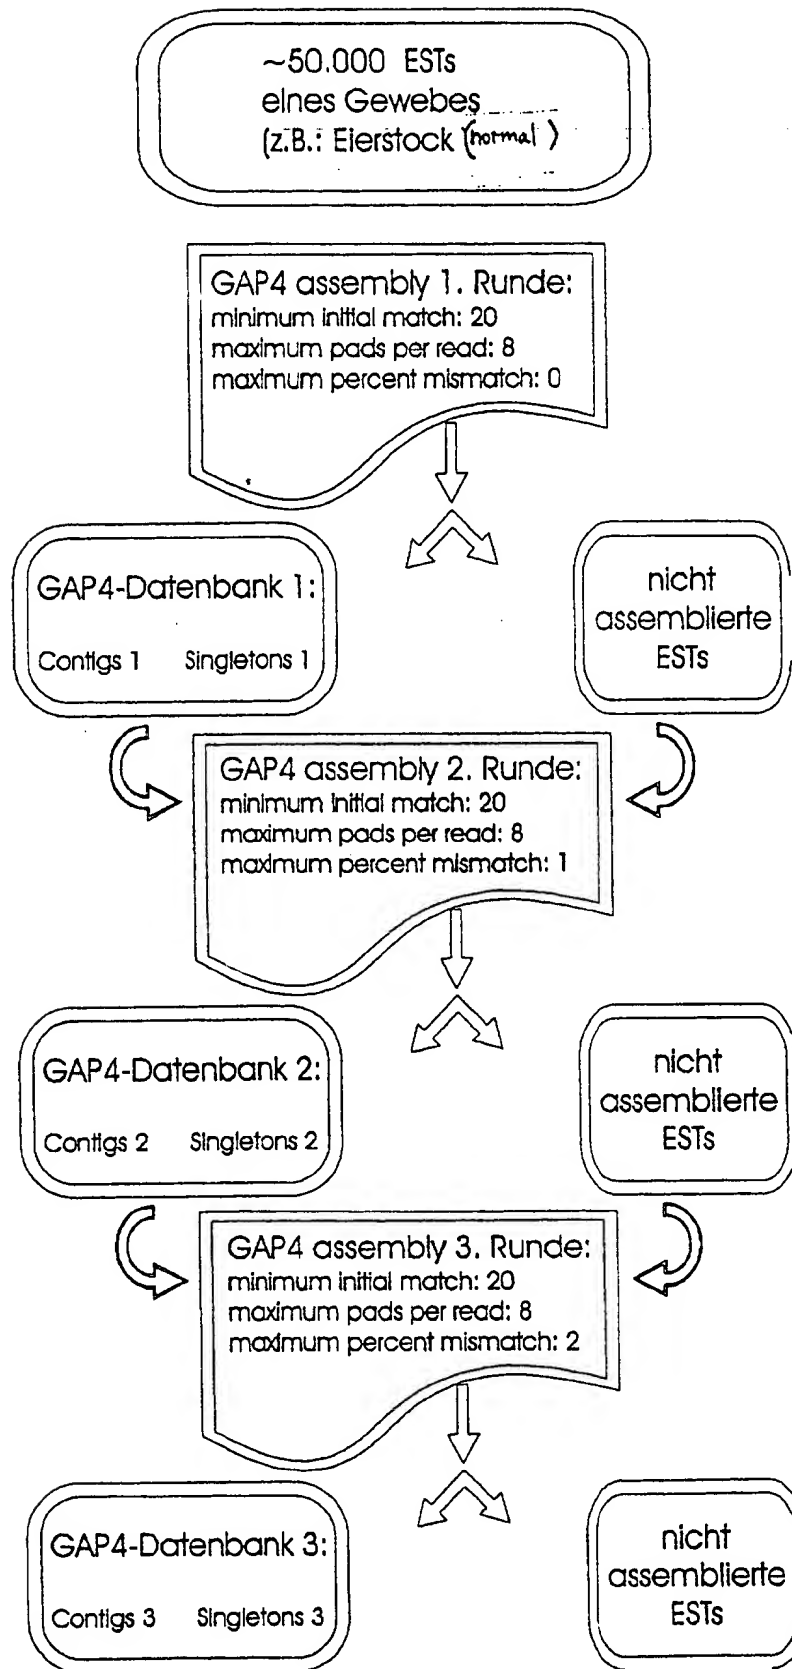 ~50.000 ESTs
eines Gewebes
(z.B.: Eierstock (normal)
GAP4 assembly 1. Runde:
minimum initial match: 20
maximum pads per read: 8
maximum percent mismatch: 0
GAP4-Datenbank 1:
Contigs 1 Singletons 1
nicht
assemblierte
ESTs
GAP4 assembly 2. Runde:
minimum initial match: 20
maximum pads per read: 8
maximum percent mismatch: 1
GAP4-Datenbank 2:
Contigs 2 Singletons 2
nicht
assemblierte
ESTs
GAP4 assembly 3. Runde:
minimum initial match: 20
maximum pads per read: 8
maximum percent mismatch: 2
GAP4-Datenbank 3:
Contigs 3 Singletons 3
nicht
assemblierte
ESTs